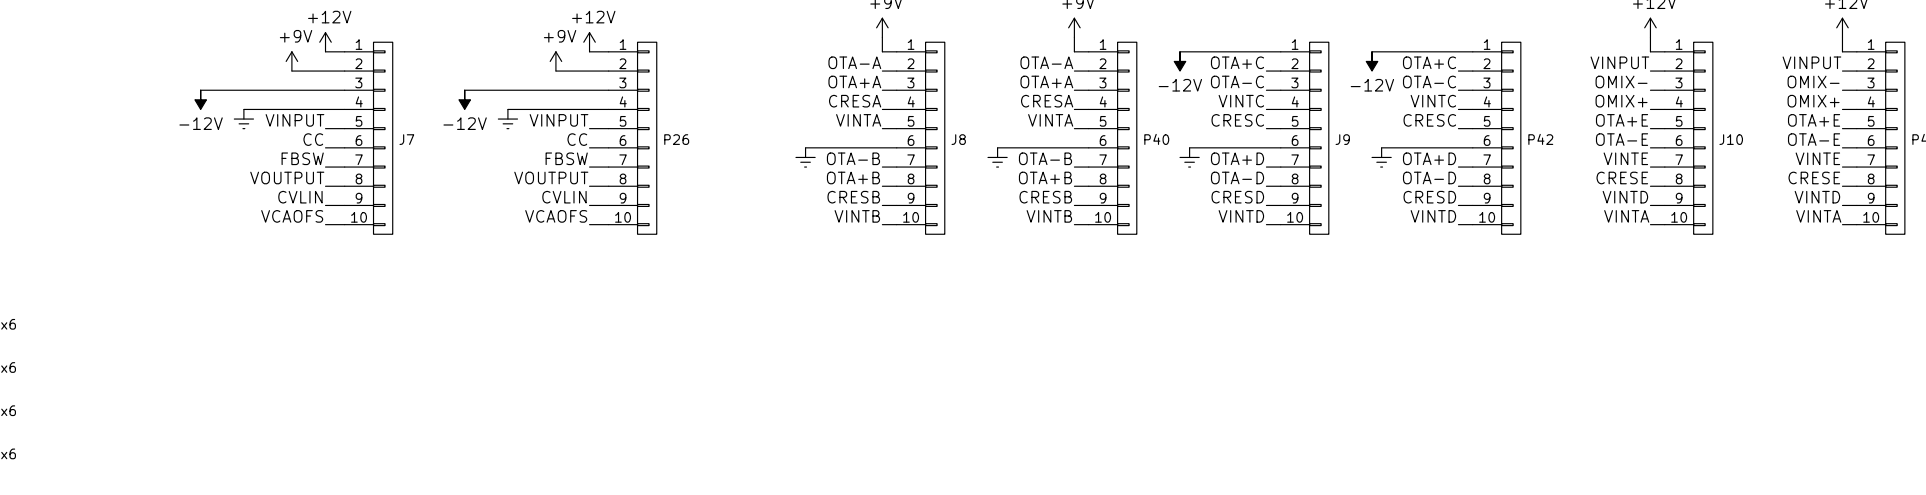 +12V
+9V
1
2
3
4
-12V
VINPUT 5
CC 6
FBSW 7
VOUTPUT 8
CVLIN 9
VCAOFS 10
J7
+12V
+9V
1
2
3
4
-12V
VINPUT 5
CC 6
FBSW 7
VOUTPUT 8
CVLIN 9
VCAOFS 10
P26
+9V
1
OTA-A 2
OTA+A 3
CRESA 4
VINTA 5
6
OTA-B 7
OTA+B 8
CRESB 9
VINTB 10
J8
+9V
1
OTA-A 2
OTA+A 3
CRESA 4
VINTA 5
6
OTA-B 7
OTA+B 8
CRESB 9
VINTB 10
P40
1
-12V
OTA+C 2
OTA-C 3
VINTC 4
CRESC 5
6
OTA+D 7
OTA-D 8
CRESD 9
VINTD 10
J9
1
-12V
OTA+C 2
OTA-C 3
VINTC 4
CRESC 5
6
OTA+D 7
OTA-D 8
CRESD 9
VINTD 10
P42
+12V
1
VINPUT 2
OMIX- 3
OMIX+ 4
OTA+E 5
OTA-E 6
VINTE 7
CRESE 8
VINTD 9
VINTA 10
J10
+12V
1
VINPUT 2
OMIX- 3
OMIX+ 4
OTA+E 5
OTA-E 6
VINTE 7
CRESE 8
VINTD 9
VINTA 10
x6
x6
x6
x6